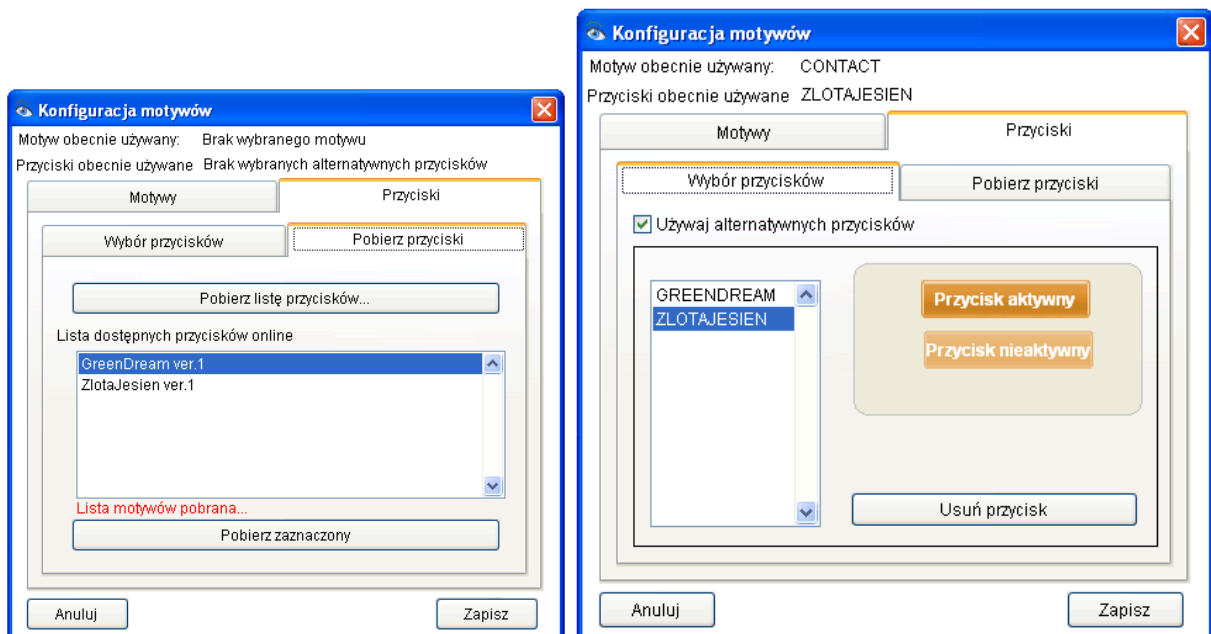 Konfiguracja motywów
Motyw obecnie używany: Brak wybranego motywu
Przyciski obecnie używane Brak wybranych alternatywnych przycisków
Motywy Przyciski
Wybór przycisków Pobierz przyciski
Pobierz listę przycisków...
Lista dostępnych przycisków online
GreenDream ver.1
ZlotaJesien ver.1
Lista motywów pobrana...
Pobierz zaznaczony
Anuluj Zapisz
Konfiguracja motywów
Motyw obecnie używany: CONTACT
Przyciski obecnie używane ZLOTAJESIEN
Motywy Przyciski
Wybór przycisków Pobierz przyciski
Używaj alternatywnych przycisków
GREENDREAM
ZLOTAJESIEN
Przycisk aktywny
Przycisk nieaktywny
Usuń przycisk
Anuluj Zapisz